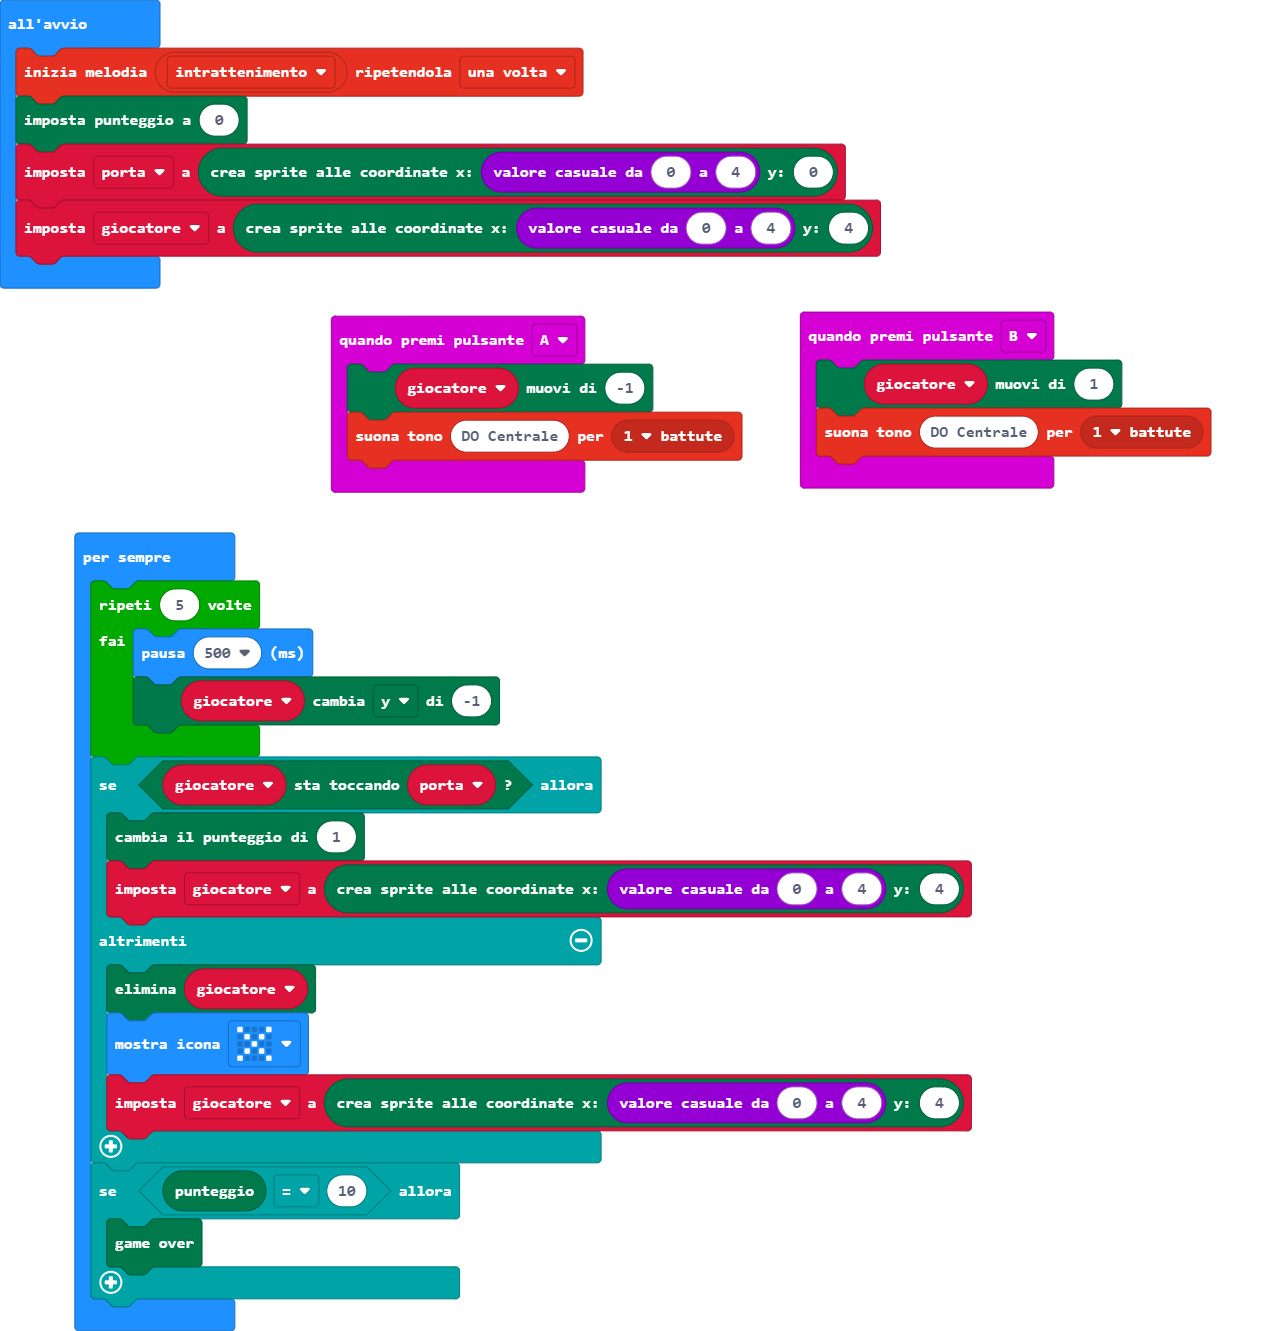 all'avvio
inizia melodia intrattenimento ripetendola una volta
imposta punteggio a 0
imposta porta a crea sprite alle coordinate x: valore casuale da 0 a 4 y: 0
imposta giocatore a crea sprite alle coordinate x: valore casuale da 0 a 4 y: 4
quando premi pulsante A
giocatore muovi di -1
suona tono DO Centrale per 1 battute
quando premi pulsante B
giocatore muovi di 1
suona tono DO Centrale per 1 battute
per sempre
ripeti 5 volte
fai
pausa 500 (ms)
giocatore cambia y di -1
se giocatore sta toccando porta ? allora
cambia il punteggio di 1
imposta giocatore a crea sprite alle coordinate x: valore casuale da 0 a 4 y: 4
altrimenti
elimina giocatore
mostra icona
imposta giocatore a crea sprite alle coordinate x: valore casuale da 0 a 4 y: 4
se punteggio = 10 allora
game over